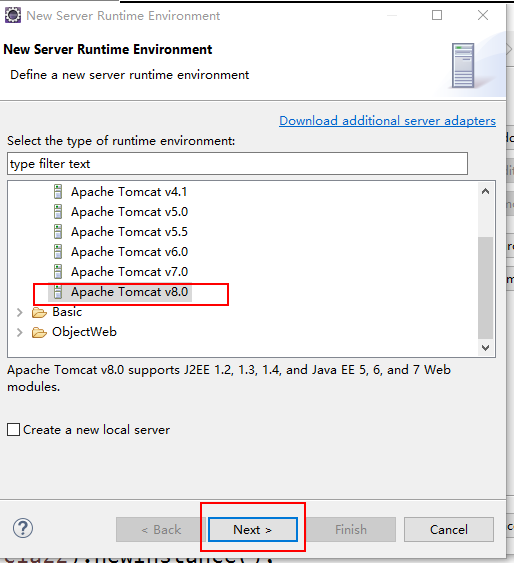 New Server Runtime Environment
New Server Runtime Environment
Define a new server runtime environment
Download additional server adapters
Select the type of runtime environment:
type filter text
Apache Tomcat v4.1
Apache Tomcat v5.0
Apache Tomcat v5.5
Apache Tomcat v6.0
Apache Tomcat v7.0
Apache Tomcat v8.0
Basic
ObjectWeb
Apache Tomcat v8.0 supports J2EE 1.2, 1.3, 1.4, and Java EE 5, 6, and 7 Web
modules.
Create a new local server
? < Back Next > Finish Cancel